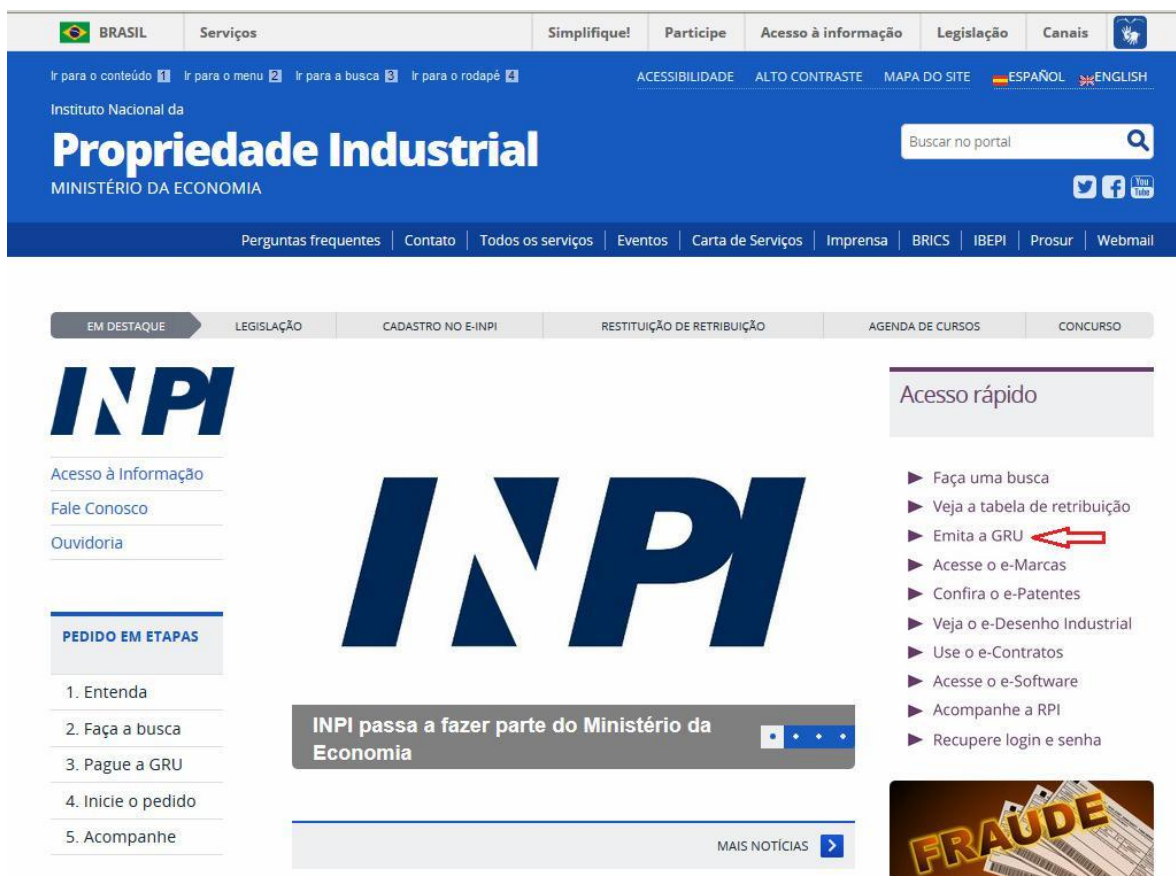 BRASIL Serviços Simplifique! Participe Acesso à informação Legislação Canais
Ir para o conteúdo 1 Ir para o menu 2 Ir para a busca 3 Ir para o rodapé 4 ACESSIBILIDADE ALTO CONTRASTE MAPA DO SITE ESPAÑOL ENGLISH
Instituto Nacional da
Propriedade Industrial
Buscar no portal
MINISTÉRIO DA ECONOMIA
You Tube
Perguntas frequentes Contato Todos os serviços Eventos Carta de Serviços Imprensa BRICS IBEPI Prosur Webmail
EM DESTAQUE LEGISLAÇÃO CADASTRO NO E-INPI RESTITUIÇÃO DE RETRIBUIÇÃO AGENDA DE CURSOS CONCURSO
INPI
Acesso à Informação
Fale Conosco
Ouvidoria
PEDIDO EM ETAPAS
1. Entenda
2. Faça a busca
3. Pague a GRU
4. Inicie o pedido
5. Acompanhe
INPI
INPI passa a fazer parte do Ministério da
Economia
MAIS NOTÍCIAS
Acesso rápido
Faça uma busca
Veja a tabela de retribuição
Emita a GRU
Acesse o e-Marcas
Confira o e-Patentes
Veja o e-Desenho Industrial
Use o e-Contratos
Acesse o e-Software
Acompanhe a RPI
Recupere login e senha
FRAUDE